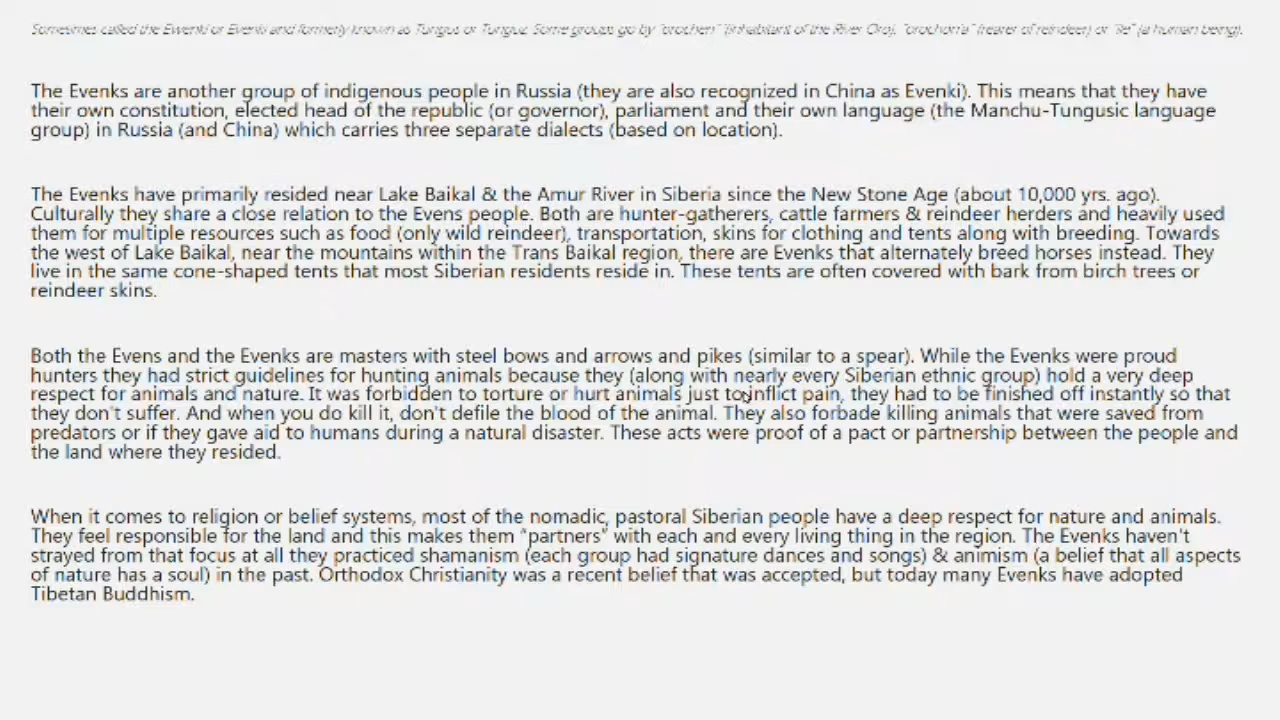 Sometimes called the Ewenki or Evenki and formerly known as Tungus or Tunguz. Some groups go by "orochen" (inhabitant of the River Oro), "orochon'a" (rearer of reindeer) or "ile" (a human being).
The Evenks are another group of indigenous people in Russia (they are also recognized in China as Evenki). This means that they have
their own constitution, elected head of the republic (or governor), parliament and their own language (the Manchu-Tungusic language
group) in Russia (and China) which carries three separate dialects (based on location).
The Evenks have primarily resided near Lake Baikal & the Amur River in Siberia since the New Stone Age (about 10,000 yrs. ago).
Culturally they share a close relation to the Evens people. Both are hunter-gatherers, cattle farmers & reindeer herders and heavily used
them for multiple resources such as food (only wild reindeer), transportation, skins for clothing and tents along with breeding. Towards
the west of Lake Baikal, near the mountains within the Trans Baikal region, there are Evenks that alternately breed horses instead. They
live in the same cone-shaped tents that most Siberian residents reside in. These tents are often covered with bark from birch trees or
reindeer skins.
Both the Evens and the Evenks are masters with steel bows and arrows and pikes (similar to a spear). While the Evenks were proud
hunters they had strict guidelines for hunting animals because they (along with nearly every Siberian ethnic group) hold a very deep
respect for animals and nature. It was forbidden to torture or hurt animals just to inflict pain, they had to be finished off instantly so that
they don't suffer. And when you do kill it, don't defile the blood of the animal. They also forbade killing animals that were saved from
predators or if they gave aid to humans during a natural disaster. These acts were proof of a pact or partnership between the people and
the land where they resided.
When it comes to religion or belief systems, most of the nomadic, pastoral Siberian people have a deep respect for nature and animals.
They feel responsible for the land and this makes them "partners" with each and every living thing in the region. The Evenks haven't
strayed from that focus at all they practiced shamanism (each group had signature dances and songs) & animism (a belief that all aspects
of nature has a soul) in the past. Orthodox Christianity was a recent belief that was accepted, but today many Evenks have adopted
Tibetan Buddhism.